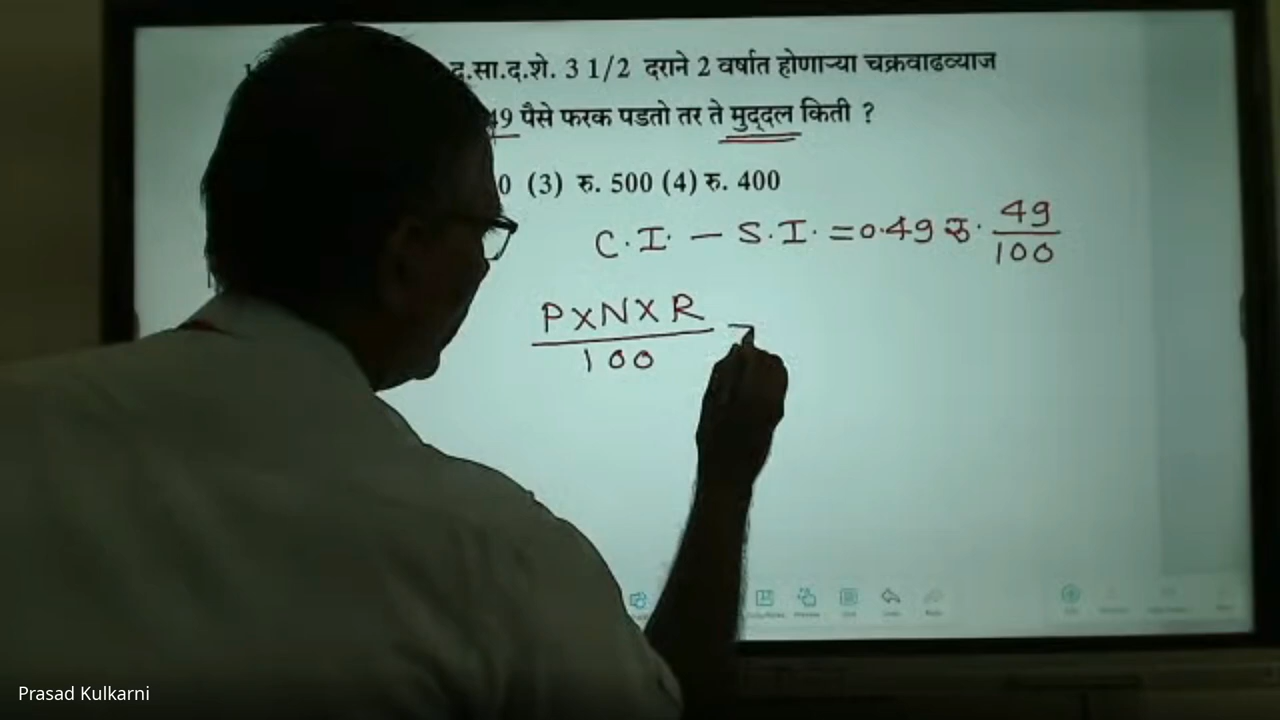 द.सा.द.शे. 3 1/2 दराने 2 वर्षात होणाऱ्या चक्रवाढव्याज
49 पैसे फरक पडतो तर ते मुद्दल किती ?
0 (3) रु. 500 (4) रु. 400
C.I. – S.I. = 0.49 रु. 49/100
P×N×R
100
Prasad Kulkarni